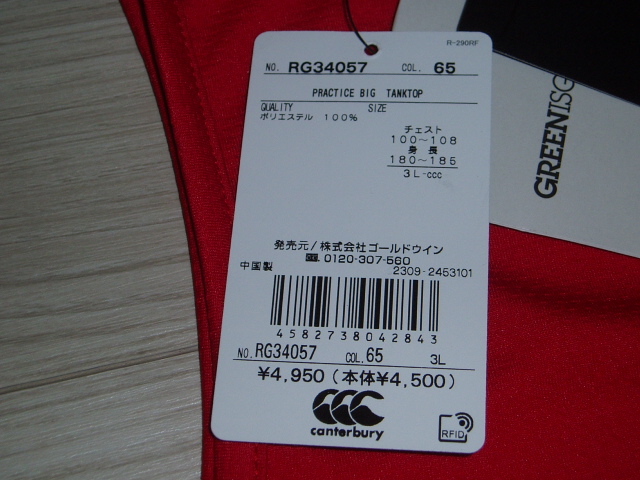 R-290RF
NO. RG34057 COL. 65
PRACTICE BIG TANKTOP
QUALITY SIZE
ポリエステル 100%
チェスト
100～108
身 長
180～185
3L-ccc
発売元/株式会社ゴールドウイン
☎ 0120-307-560
中国製 2309-2453101
4582738042843
NO. RG34057 COL. 65 3L
¥4,950(本体¥4,500)
CCC
canterbury
RFID
GREENISG